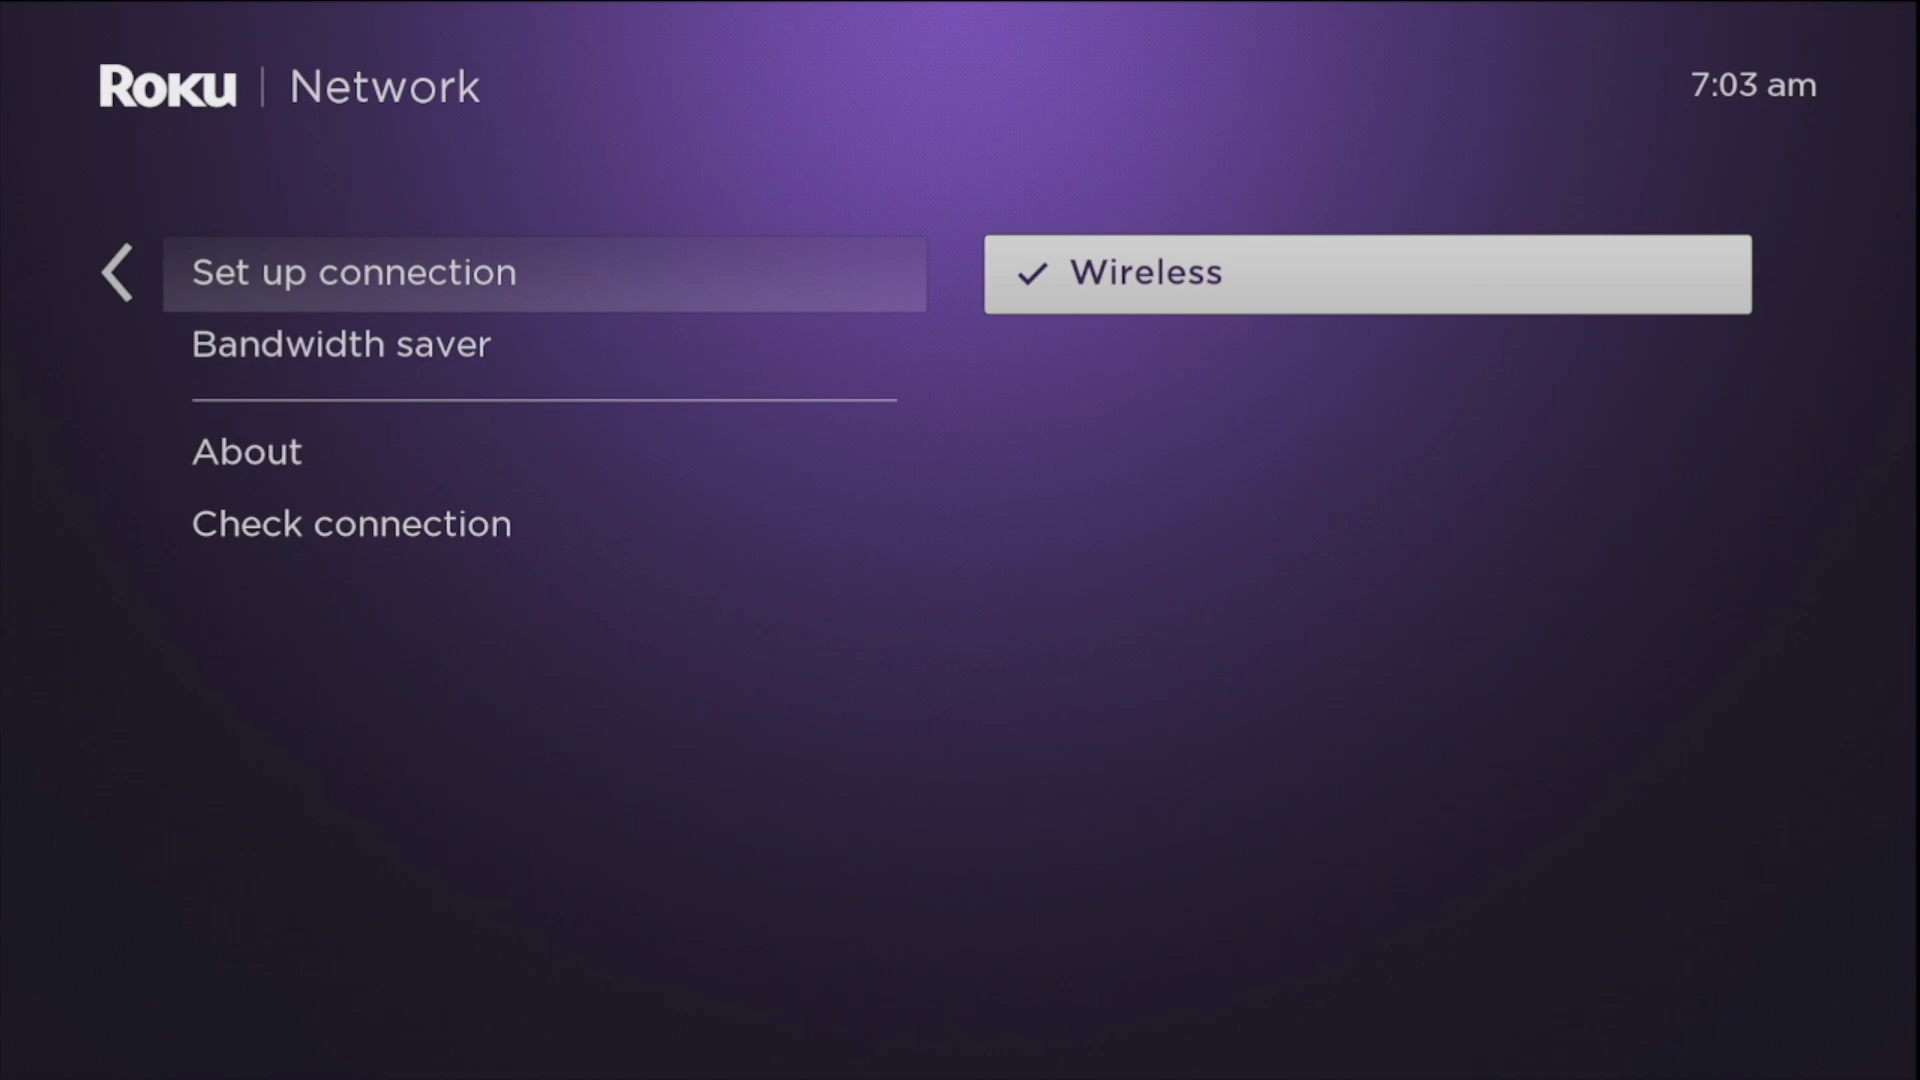 Roku | Network
7:03 am
Set up connection
Wireless
Bandwidth saver
About
Check connection